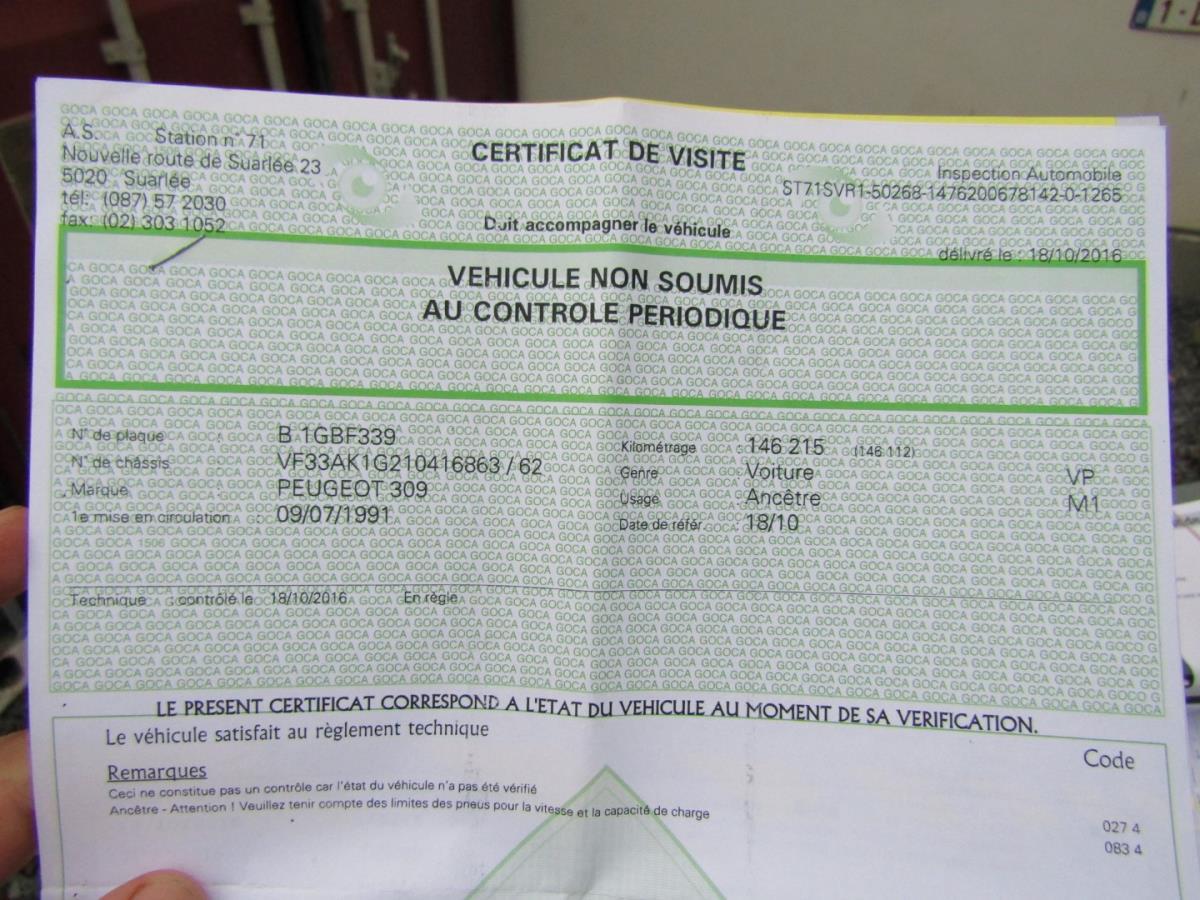 A.S. Station n° 71
Nouvelle route de Suarlée 23
5020 Suarlée
tél: (087) 57 2030
fax: (02) 303 1052
CERTIFICAT DE VISITE
Doit accompagner le véhicule
Inspection Automobile
ST71SVR1-50268-1476200678142-0-1265
délivré le : 18/10/2016
VEHICULE NON SOUMIS
AU CONTROLE PERIODIQUE
N° de plaque : B 1GBF339
N° de châssis : VF33AK1G210416863 / 62
Marque : PEUGEOT 309
1e mise en circulation : 09/07/1991
Kilométrage : 146 215 (146 112)
Genre : Voiture VP
Usage : Ancêtre M1
Date de référ. : 18/10
1506
Technique : contrôlé le 18/10/2016 En règle
LE PRESENT CERTIFICAT CORRESPOND A L'ETAT DU VEHICULE AU MOMENT DE SA VERIFICATION.
Le véhicule satisfait au règlement technique
Code
Remarques
Ceci ne constitue pas un contrôle car l'état du véhicule n'a pas été vérifié
027 4
Ancêtre - Attention ! Veuillez tenir compte des limites des pneus pour la vitesse et la capacité de charge
083 4